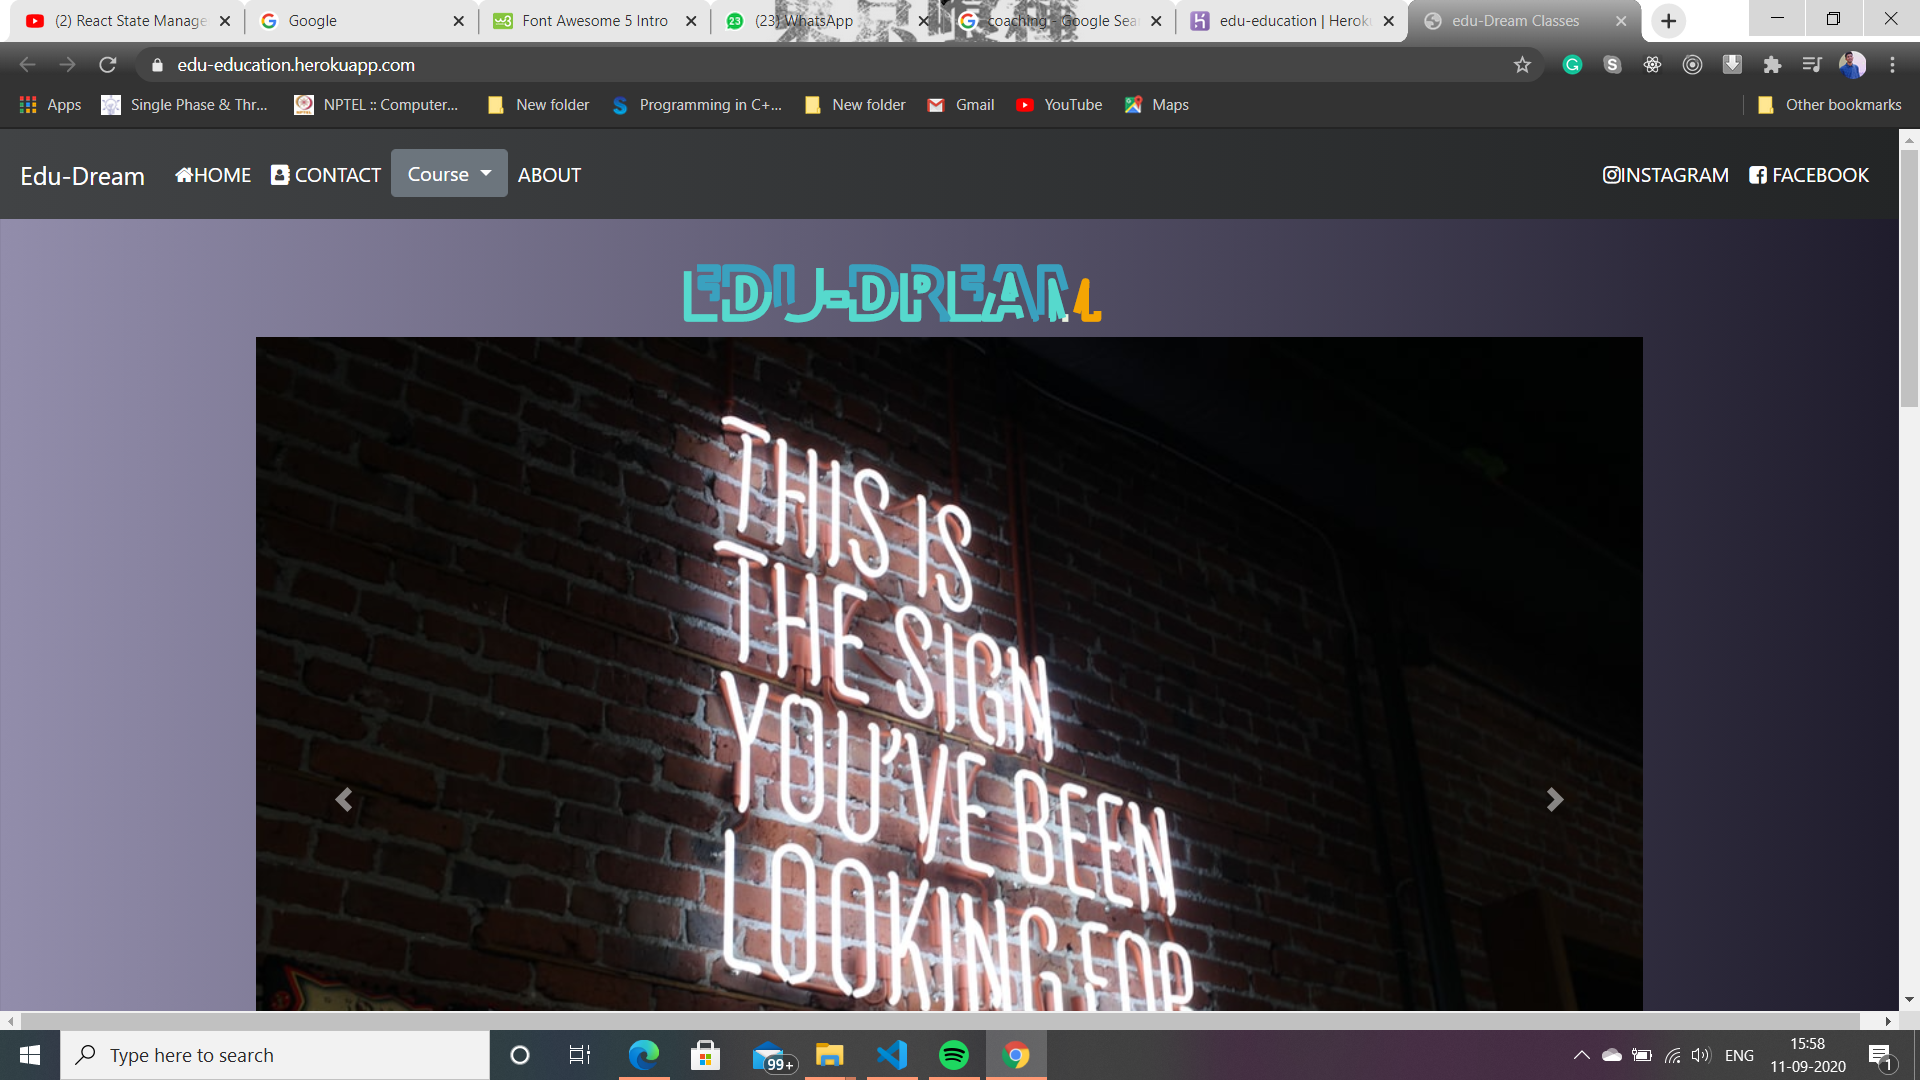 (2) React State Manage
Google
Font Awesome 5 Intro
(23) WhatsApp
coaching - Google Sea
edu-education | Heroku
edu-Dream Classes
edu-education.herokuapp.com
Apps
Single Phase & Thr...
NPTEL :: Computer...
New folder
Programming in C+...
New folder
Gmail
YouTube
Maps
Other bookmarks
Edu-Dream
HOME
CONTACT
Course
ABOUT
INSTAGRAM
FACEBOOK
EDU-DREAM.
THIS IS
THE SIGN
YOU'VE BEEN
LOOKING FOR
Type here to search
99+
ENG
15:58
11-09-2020
1